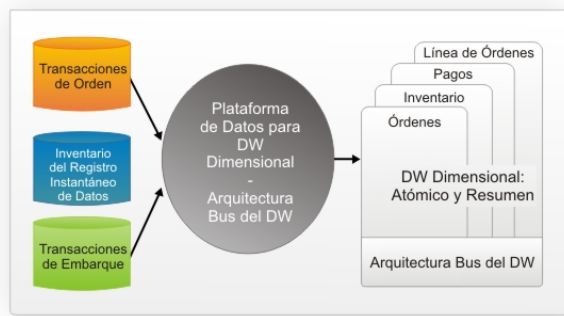 Transacciones
de Orden
Inventario
del Registro
Instantáneo
de Datos
Transacciones
de Embarque
Plataforma
de Datos para
DW
Dimensional
-
Arquitectura
Bus del DW
Línea de Órdenes
Pagos
Inventario
Órdenes
DW Dimensional:
Atómico y Resumen
Arquitectura Bus del DW